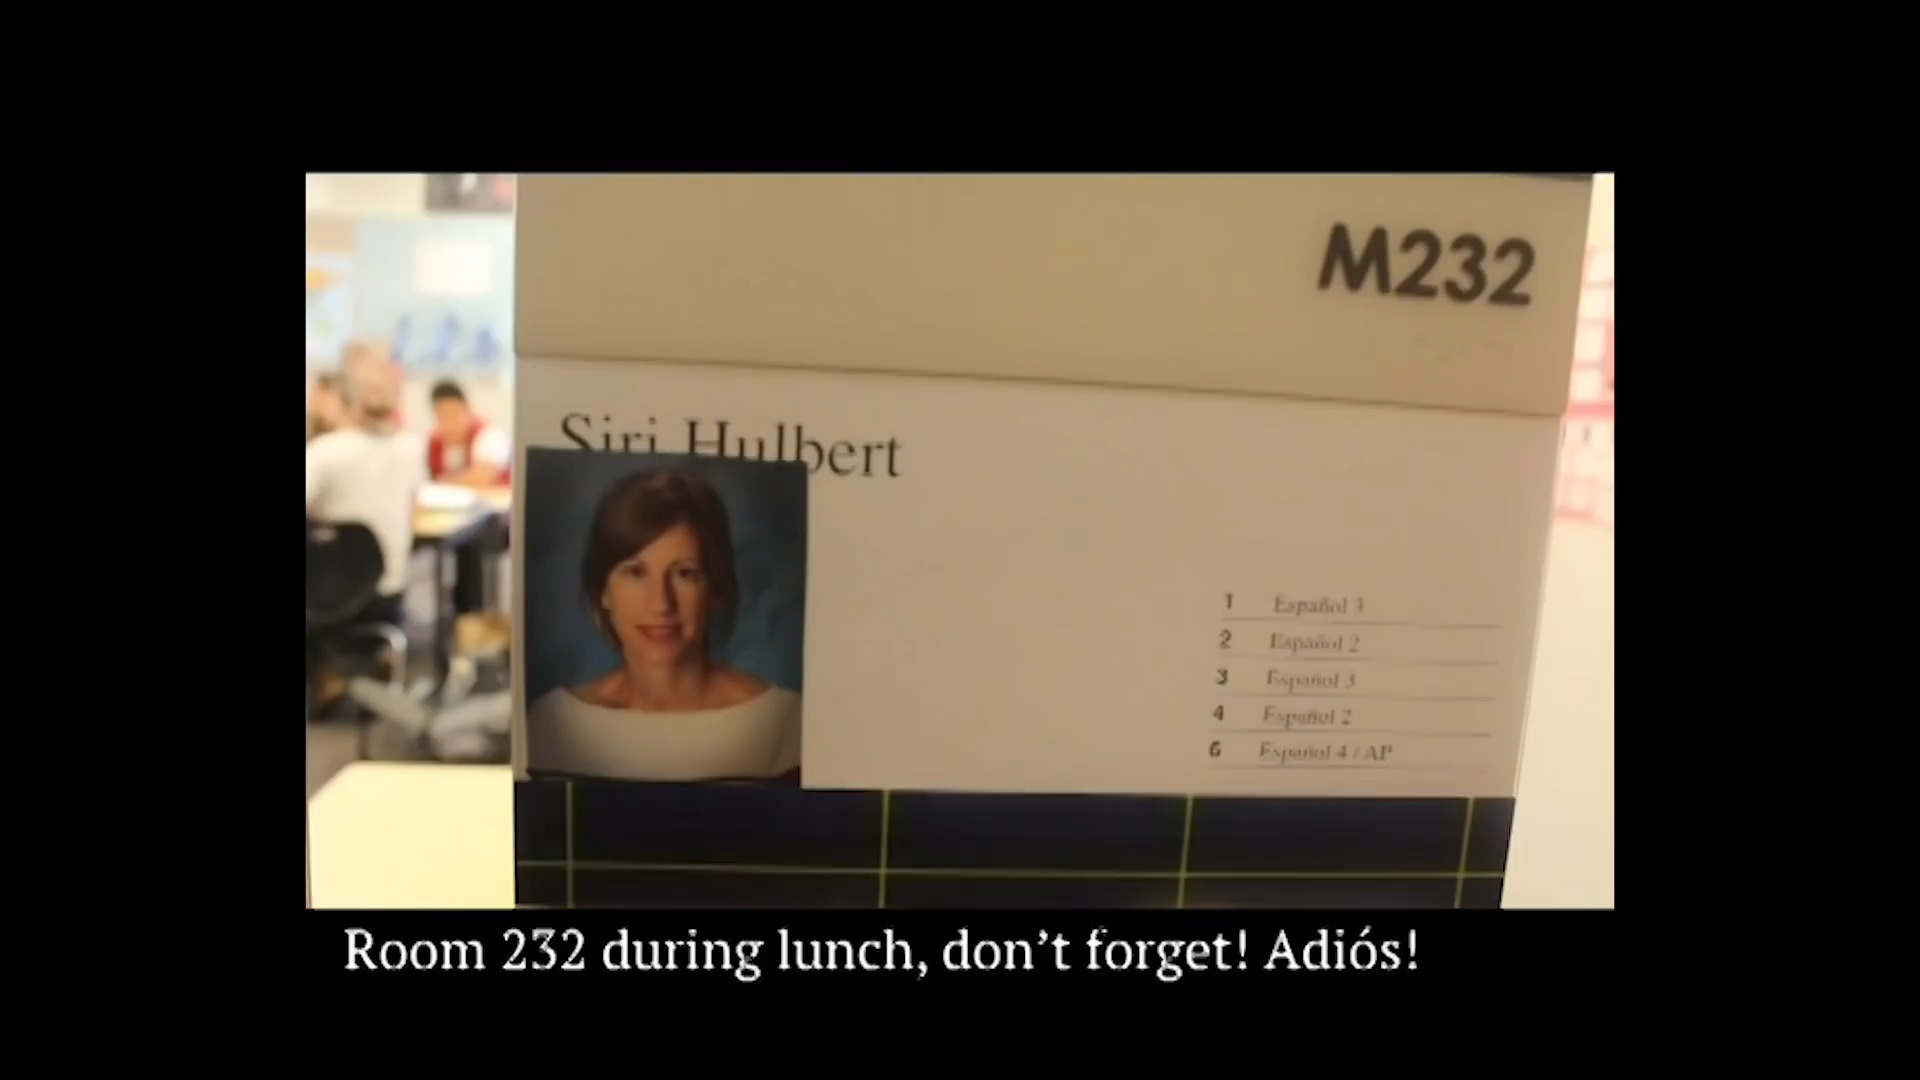 M232
Siri Hulbert
1 Español 3
2 Español 2
3 Español 3
4 Español 2
6 Español 4 / AP
Room 232 during lunch, don’t forget! Adiós!